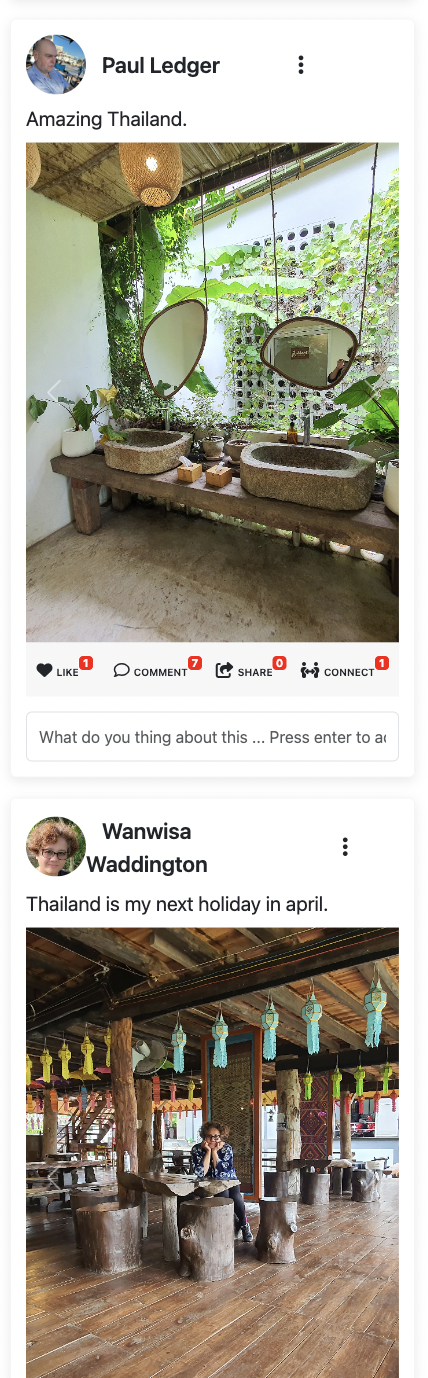 Paul Ledger
Amazing Thailand.
LIKE 1 COMMENT 7 SHARE 0 CONNECT 1
What do you thing about this ... Press enter to ac
Wanwisa
Waddington
Thailand is my next holiday in april.